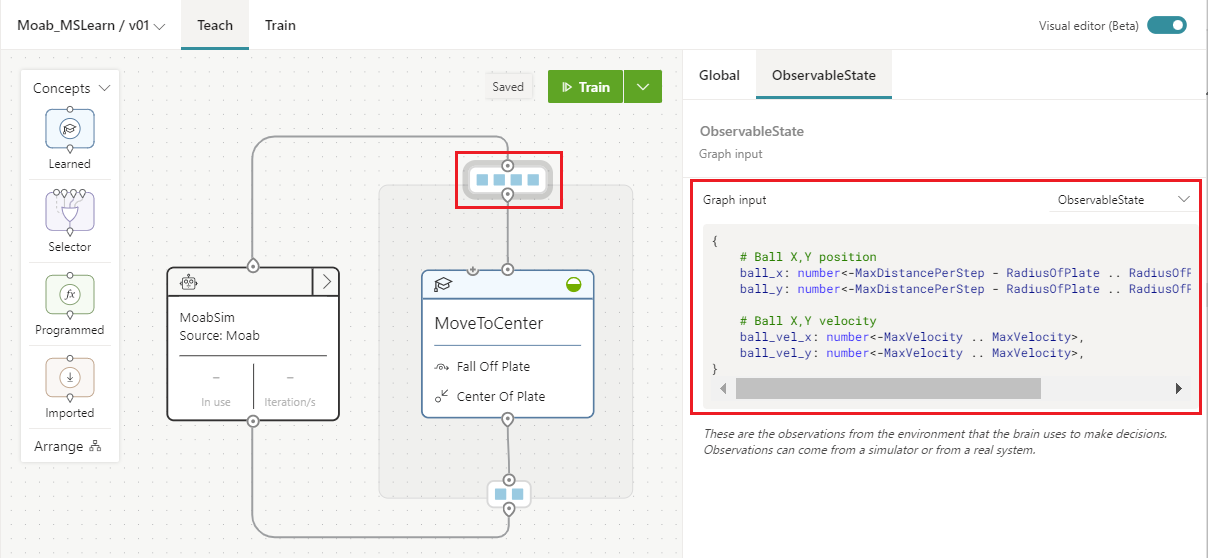 Moab_MSLearn / v01
Teach
Train
Visual editor (Beta)
Concepts
Learned
Selector
fx
Programmed
Imported
Arrange
Saved
Train
MoabSim
Source: Moab
–
–
In use
Iteration/s
MoveToCenter
Fall Off Plate
Center Of Plate
Global
ObservableState
ObservableState
Graph input
Graph input
ObservableState
{
# Ball X,Y position
ball_x: number<-MaxDistancePerStep - RadiusOfPlate .. RadiusOfP
ball_y: number<-MaxDistancePerStep - RadiusOfPlate .. RadiusOfP
# Ball X,Y velocity
ball_vel_x: number<-MaxVelocity .. MaxVelocity>,
ball_vel_y: number<-MaxVelocity .. MaxVelocity>,
}
These are the observations from the environment that the brain uses to make decisions.
Observations can come from a simulator or from a real system.